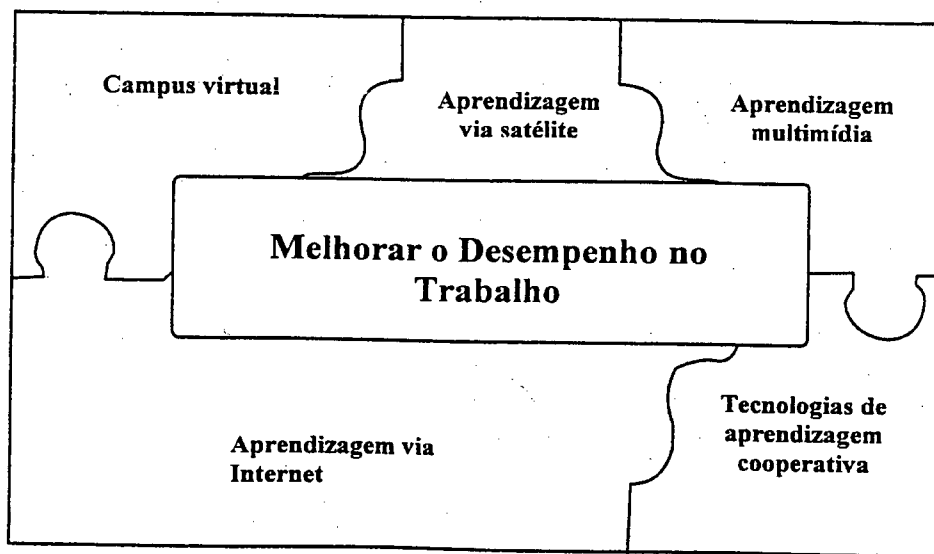 Campus virtual
Aprendizagem
via satélite
Aprendizagem
multimídia
Melhorar o Desempenho no
Trabalho
Aprendizagem via
Internet
Tecnologias de
aprendizagem
cooperativa